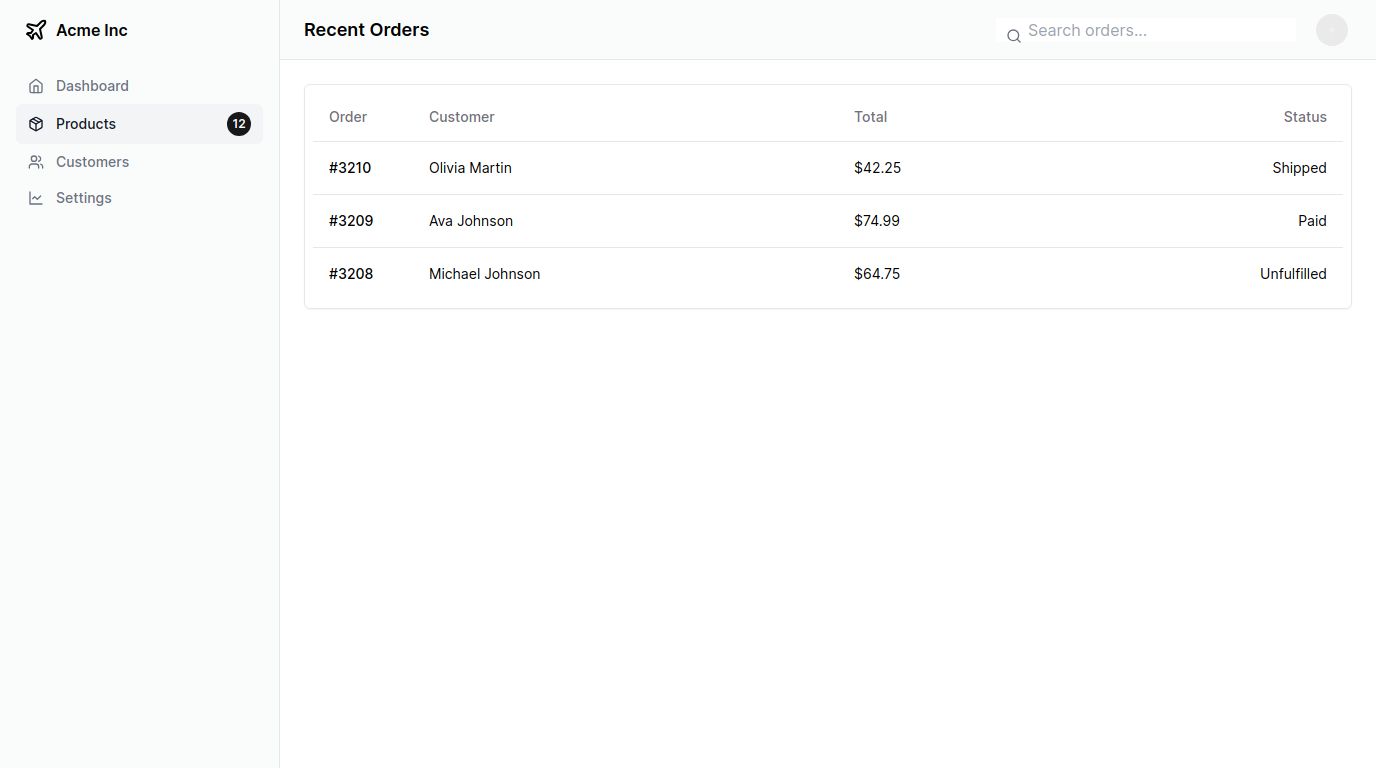 Acme Inc
Dashboard
Products 12
Customers
Settings
Recent Orders
Search orders...
Order Customer Total Status
#3210 Olivia Martin $42.25 Shipped
#3209 Ava Johnson $74.99 Paid
#3208 Michael Johnson $64.75 Unfulfilled